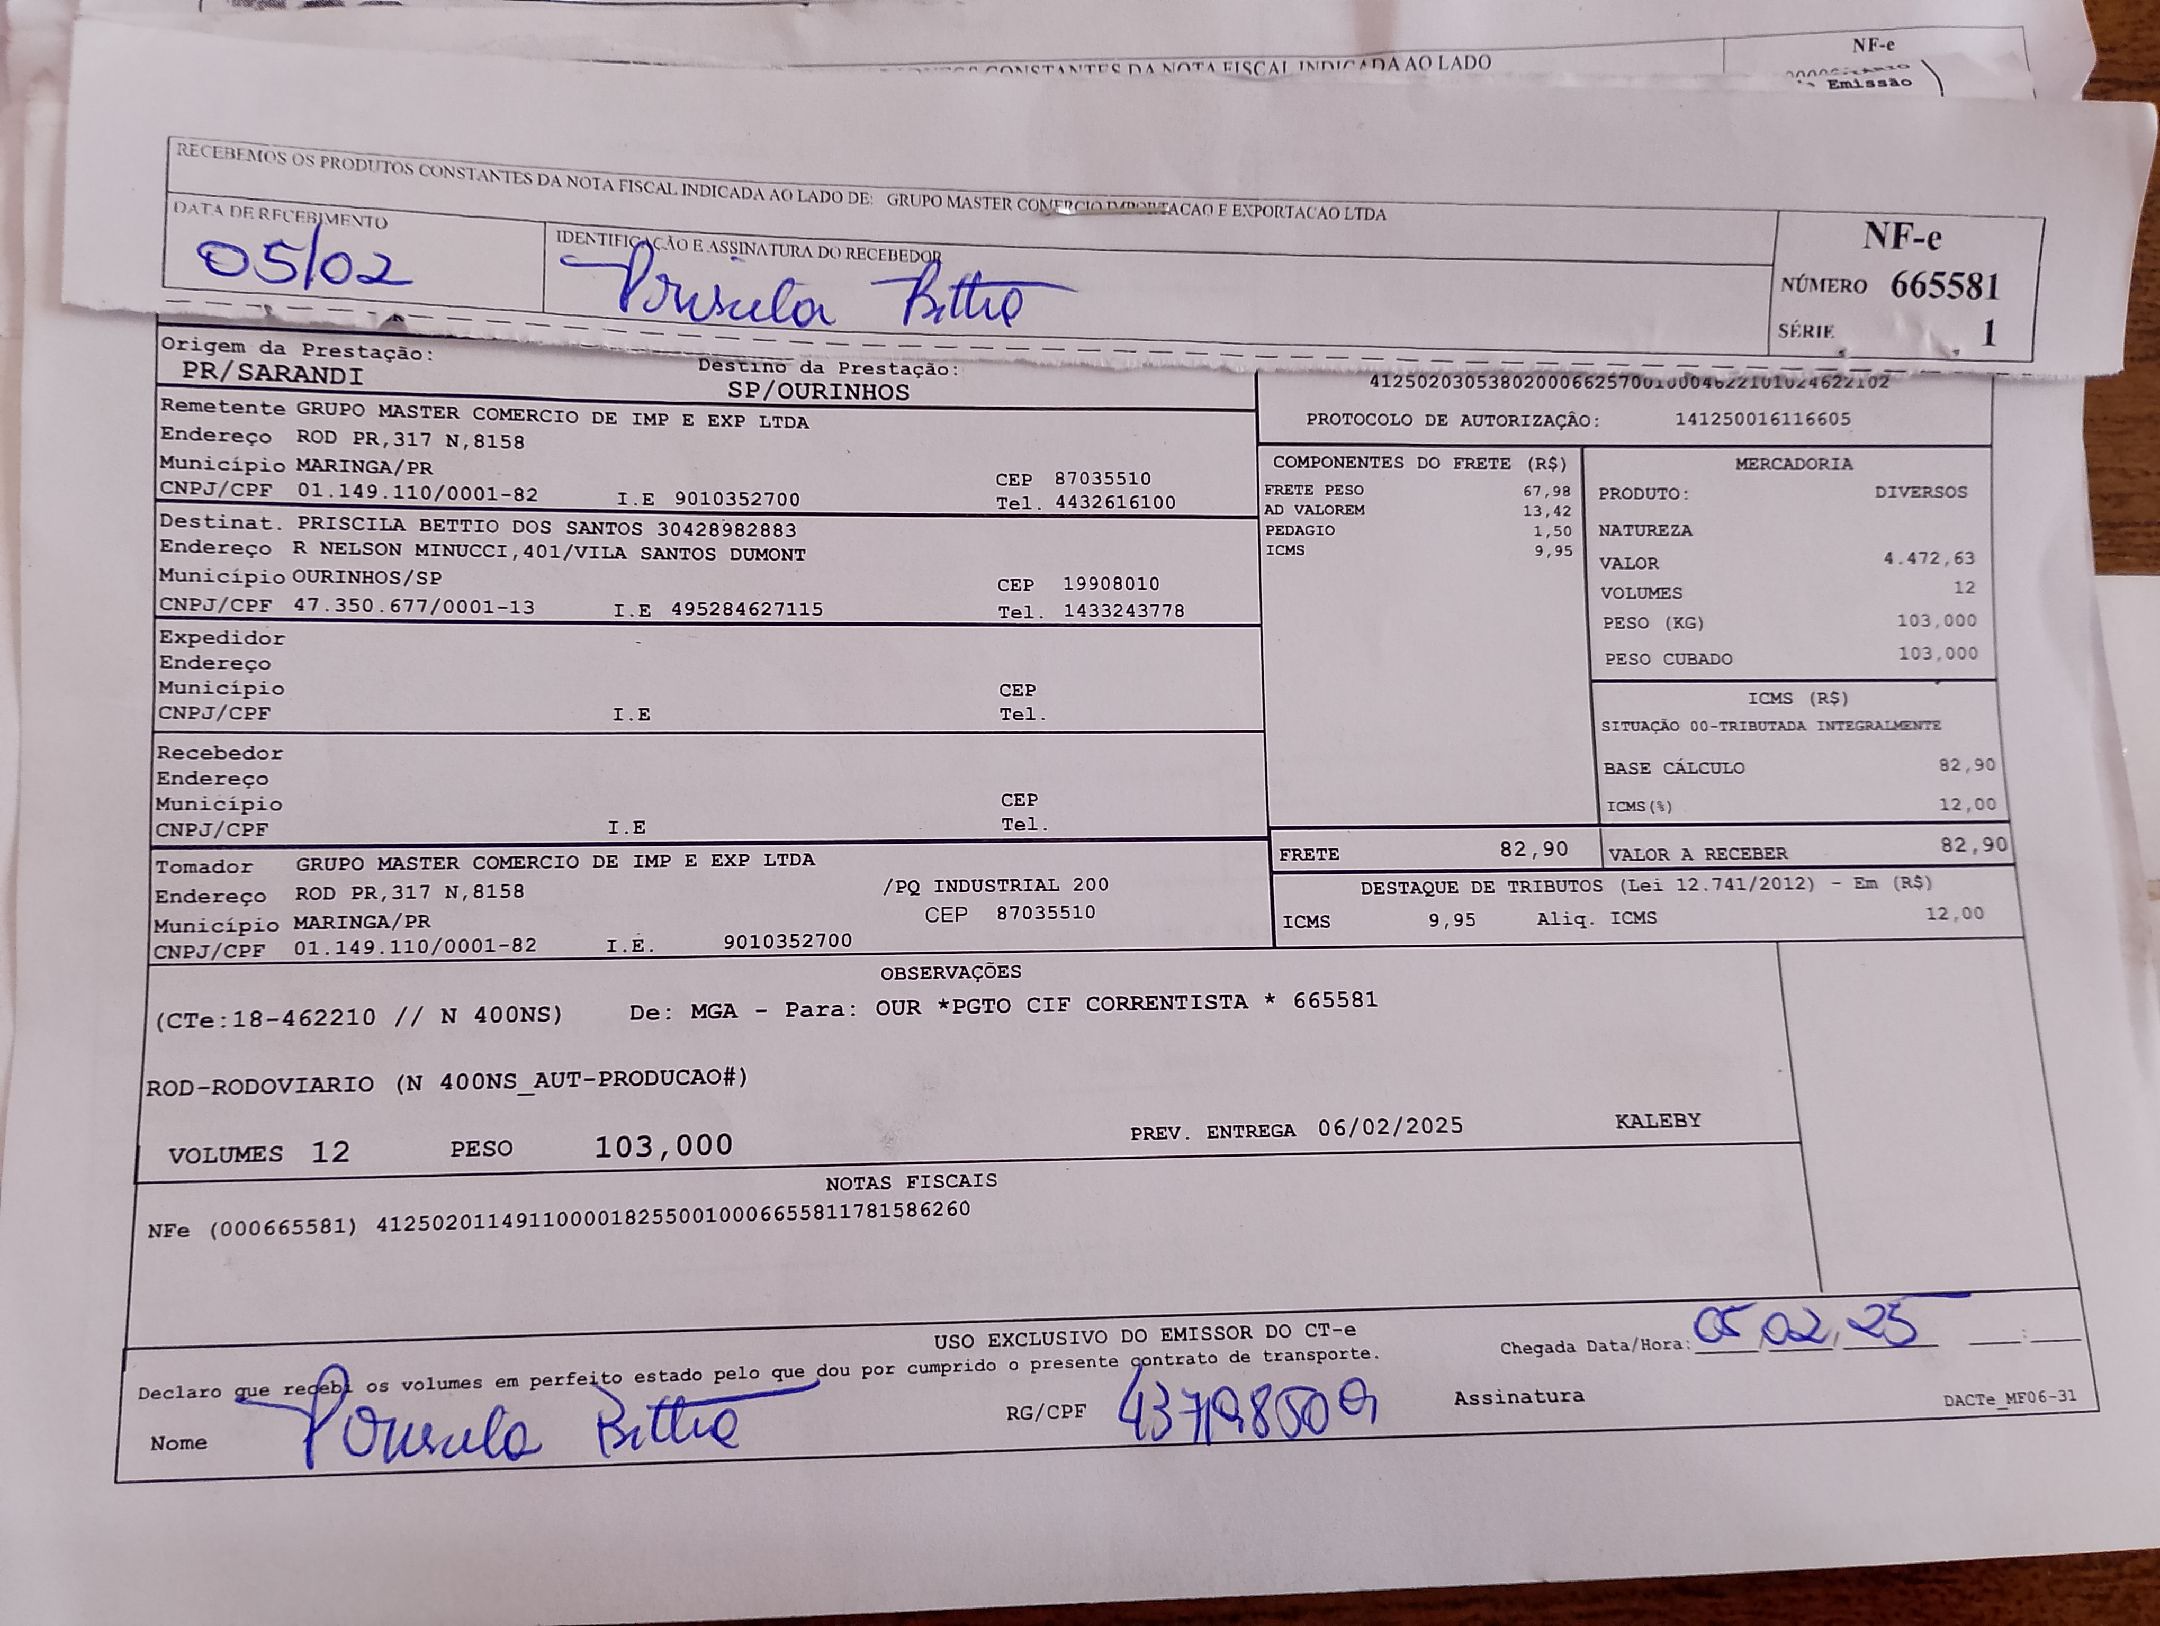 CONSTANTES DA NOTA FISCAL INDICADA AO LADO
NF-e
Emissão
RECEBEMOS OS PRODUTOS CONSTANTES DA NOTA FISCAL INDICADA AO LADO DE: GRUPO MASTER COMERCIO IMPORTACAO E EXPORTACAO LTDA
DATA DE RECEBIMENTO
05/02
IDENTIFICAÇÃO E ASSINATURA DO RECEBEDOR
Priscila Bettio
NF-e
NÚMERO 665581
SÉRIE 1
Origem da Prestação:
PR/SARANDI
Destino da Prestação:
SP/OURINHOS
PROTOCOLO DE AUTORIZAÇÃO: 141250016116605
Remetente GRUPO MASTER COMERCIO DE IMP E EXP LTDA
Endereço ROD PR,317 N,8158
Município MARINGA/PR CEP 87035510
CNPJ/CPF 01.149.110/0001-82 I.E 9010352700 Tel. 4432616100
Destinat. PRISCILA BETTIO DOS SANTOS 30428982883
Endereço R NELSON MINUCCI,401/VILA SANTOS DUMONT
Município OURINHOS/SP CEP 19908010
CNPJ/CPF 47.350.677/0001-13 I.E 495284627115 Tel. 1433243778
Expedidor
Endereço
Município CEP
CNPJ/CPF I.E Tel.
Recebedor
Endereço
Município CEP
CNPJ/CPF I.E Tel.
Tomador GRUPO MASTER COMERCIO DE IMP E EXP LTDA
Endereço ROD PR,317 N,8158 /PQ INDUSTRIAL 200
Município MARINGA/PR CEP 87035510
CNPJ/CPF 01.149.110/0001-82 I.E. 9010352700
COMPONENTES DO FRETE (R$)
FRETE PESO 67,98
AD VALOREM 13,42
PEDAGIO 1,50
ICMS 9,95
MERCADORIA
PRODUTO: DIVERSOS
NATUREZA
VALOR 4.472,63
VOLUMES 12
PESO (KG) 103,000
PESO CUBADO 103,000
ICMS (R$)
SITUAÇÃO 00-TRIBUTADA INTEGRALMENTE
BASE CÁLCULO 82,90
ICMS(%) 12,00
FRETE 82,90 VALOR A RECEBER 82,90
DESTAQUE DE TRIBUTOS (Lei 12.741/2012) - Em (R$)
ICMS 9,95 Aliq. ICMS 12,00
OBSERVAÇÕES
(CTe:18-462210 // N 400NS) De: MGA - Para: OUR *PGTO CIF CORRENTISTA * 665581
ROD-RODOVIARIO (N 400NS_AUT-PRODUCAO#)
VOLUMES 12 PESO 103,000 PREV. ENTREGA 06/02/2025 KALEBY
NOTAS FISCAIS
NFe (000665581) 41250201149110000182550010006655811781586260
USO EXCLUSIVO DO EMISSOR DO CT-e
Declaro que recebi os volumes em perfeito estado pelo que dou por cumprido o presente contrato de transporte.
Chegada Data/Hora: 05 02 25 :
Nome Priscila Bettio RG/CPF Assinatura
DACTe_MF06-31